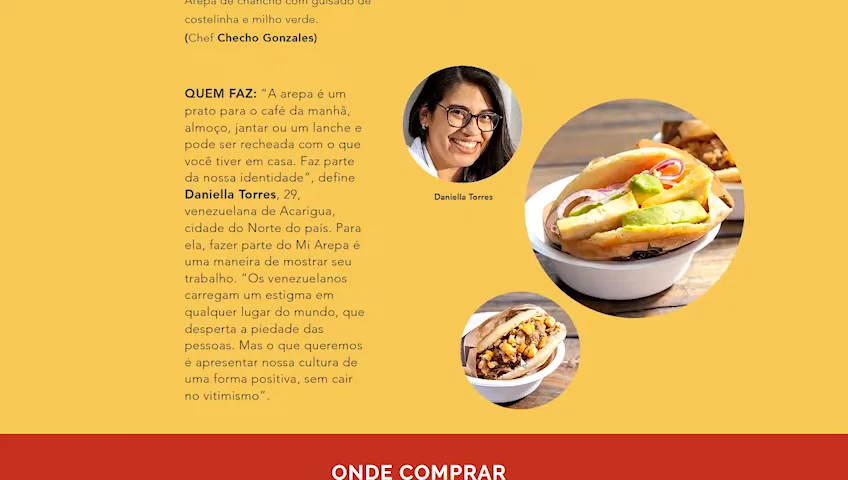 Arepa de chancho com guisado de
costelinha e milho verde.
(Chef Checho Gonzales)
QUEM FAZ: “A arepa é um
prato para o café da manhã,
almoço, jantar ou um lanche e
pode ser recheada com o que
você tiver em casa. Faz parte
da nossa identidade”, define
Daniella Torres, 29,
venezuelana de Acarigua,
cidade do Norte do país. Para
ela, fazer parte do Mi Arepa é
uma maneira de mostrar seu
trabalho. “Os venezuelanos
carregam um estigma em
qualquer lugar do mundo, que
desperta a piedade das
pessoas. Mas o que queremos
é apresentar nossa cultura de
uma forma positiva, sem cair
no vitimismo”.
Daniella Torres
ONDE COMPRAR